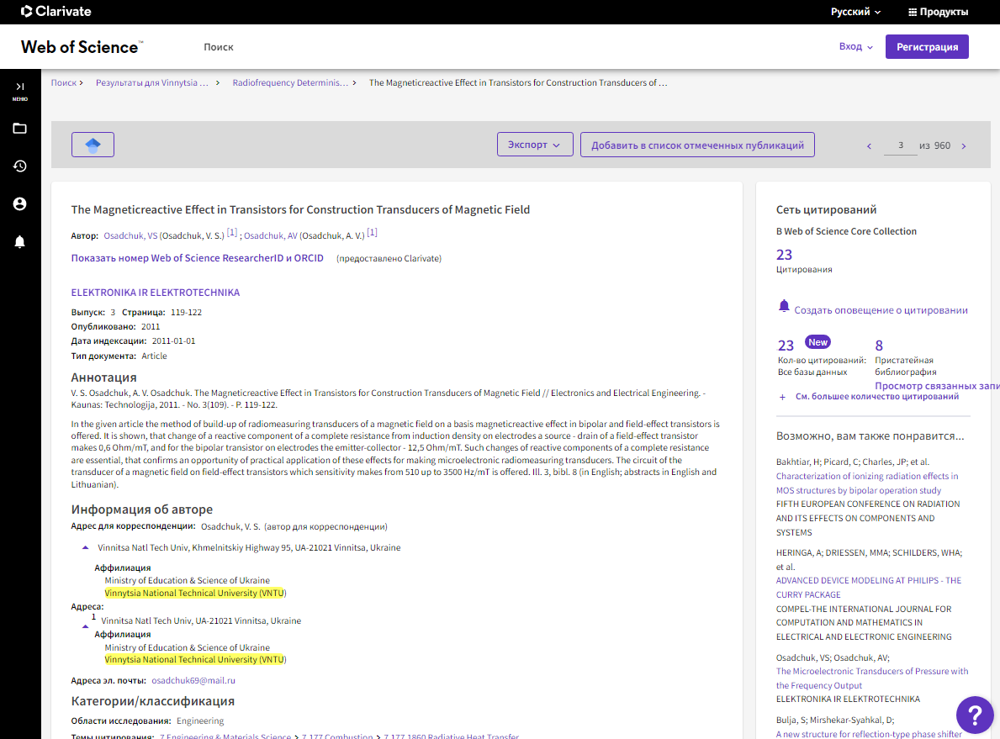 Clarivate
Русский
Продукты
Web of Science™
Поиск
Вход
Регистрация
МЕНЮ
Поиск > Результаты для Vinnytsia ... > Radiofrequency Determinis... > The Magneticreactive Effect in Transistors for Construction Transducers of ...
Экспорт
Добавить в список отмеченных публикаций
< 3 из 960 >
The Magneticreactive Effect in Transistors for Construction Transducers of Magnetic Field
Автор: Osadchuk, VS (Osadchuk, V. S.) [1] ; Osadchuk, AV (Osadchuk, A. V.) [1]
Показать номер Web of Science ResearcherID и ORCID (предоставлено Clarivate)
ELEKTRONIKA IR ELEKTROTECHNIKA
Выпуск: 3 Страница: 119-122
Опубликовано: 2011
Дата индексации: 2011-01-01
Тип документа: Article
Аннотация
V. S. Osadchuk, A. V. Osadchuk. The Magneticreactive Effect in Transistors for Construction Transducers of Magnetic Field // Electronics and Electrical Engineering. -
Kaunas: Technologija, 2011. - No. 3(109). - P. 119-122.
In the given article the method of build-up of radiomeasuring transducers of a magnetic field on a basis magneticreactive effect in bipolar and field-effect transistors is
offered. It is shown, that change of a reactive component of a complete resistance from induction density on electrodes a source - drain of a field-effect transistor
makes 0,6 Ohm/mT, and for the bipolar transistor on electrodes the emitter-collector - 12,5 Ohm/mT. Such changes of reactive components of a complete resistance
are essential, that confirms an opportunity of practical application of these effects for making microelectronic radiomeasuring transducers. The circuit of the
transducer of a magnetic field on field-effect transistors which sensitivity makes from 510 up to 3500 Hz/mT is offered. Ill. 3, bibl. 8 (in English; abstracts in English and
Lithuanian).
Информация об авторе
Адрес для корреспонденции: Osadchuk, V. S. (автор для корреспонденции)
Vinnitsa Natl Tech Univ, Khmelnitskiy Highway 95, UA-21021 Vinnitsa, Ukraine
Аффилиация
Ministry of Education & Science of Ukraine
Vinnytsia National Technical University (VNTU)
Адреса:
1 Vinnitsa Natl Tech Univ, UA-21021 Vinnitsa, Ukraine
Аффилиация
Ministry of Education & Science of Ukraine
Vinnytsia National Technical University (VNTU)
Адреса эл. почты: osadchuk69@mail.ru
Категории/классификация
Области исследования: Engineering
Темы цитирования: 7 Engineering & Materials Science > 7.177 Combustion > 7.177.1860 Radiative Heat Transfer
Сеть цитирований
В Web of Science Core Collection
23
Цитирования
Создать оповещение о цитировании
23 New
Кол-во цитирований:
Все базы данных
8
Пристатейная
библиография
Просмотр связанных запи
+ См. большее количество цитирований
Возможно, вам также понравится...
Bakhtiar, H; Picard, C; Charles, JP; et al.
Characterization of ionizing radiation effects in
MOS structures by bipolar operation study
FIFTH EUROPEAN CONFERENCE ON RADIATION
AND ITS EFFECTS ON COMPONENTS AND
SYSTEMS
HERINGA, A; DRIESSEN, MMA; SCHILDERS, WHA;
et al.
ADVANCED DEVICE MODELING AT PHILIPS - THE
CURRY PACKAGE
COMPEL-THE INTERNATIONAL JOURNAL FOR
COMPUTATION AND MATHEMATICS IN
ELECTRICAL AND ELECTRONIC ENGINEERING
Osadchuk, VS; Osadchuk, AV;
The Microelectronic Transducers of Pressure with
the Frequency Output
ELEKTRONIKA IR ELEKTROTECHNIKA
Bulja, S; Mirshekar-Syahkal, D;
A new structure for reflection-type phase shifter
?